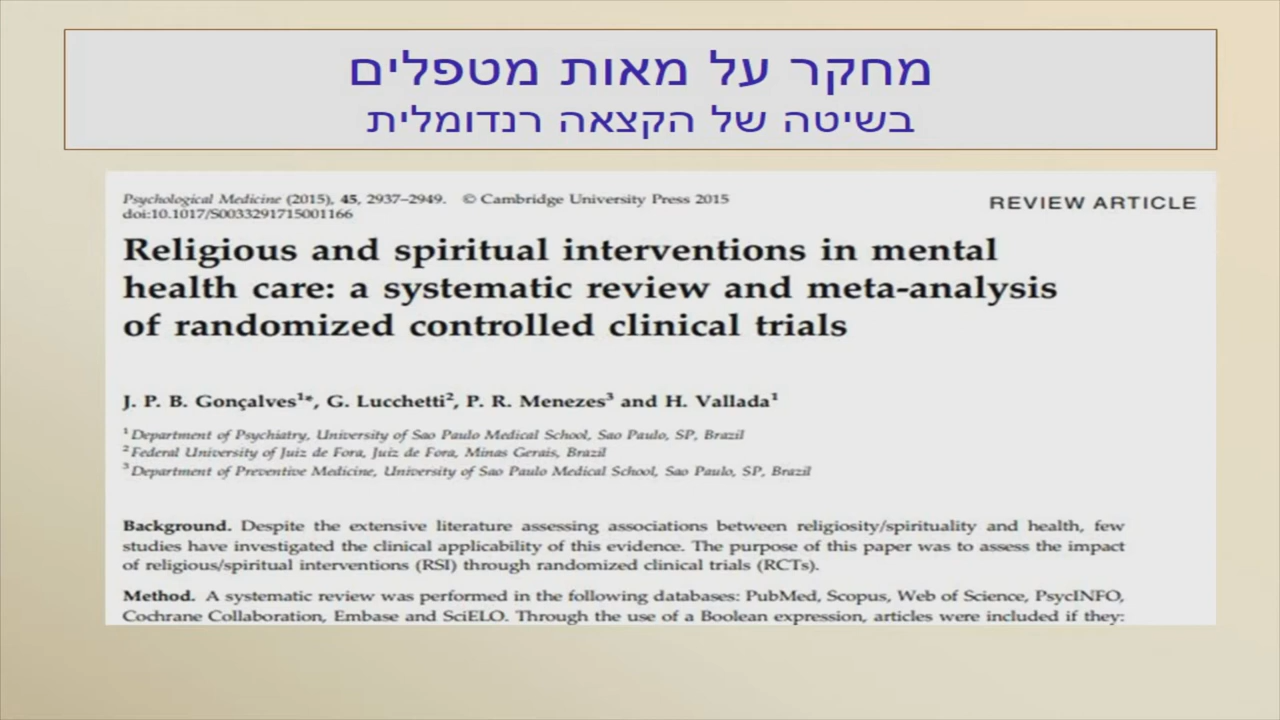 מחקר על מאות מטפלים
בשיטה של הקצאה רנדומלית
Psychological Medicine (2015), 45, 2937–2949. © Cambridge University Press 2015
doi:10.1017/S0033291715001166
REVIEW ARTICLE
Religious and spiritual interventions in mental
health care: a systematic review and meta-analysis
of randomized controlled clinical trials
J. P. B. Gonçalves1*, G. Lucchetti2, P. R. Menezes3 and H. Vallada1
1 Department of Psychiatry, University of Sao Paulo Medical School, Sao Paulo, SP, Brazil
2 Federal University of Juiz de Fora, Juiz de Fora, Minas Gerais, Brazil
3 Department of Preventive Medicine, University of Sao Paulo Medical School, Sao Paulo, SP, Brazil
Background. Despite the extensive literature assessing associations between religiosity/spirituality and health, few
studies have investigated the clinical applicability of this evidence. The purpose of this paper was to assess the impact
of religious/spiritual interventions (RSI) through randomized clinical trials (RCTs).
Method. A systematic review was performed in the following databases: PubMed, Scopus, Web of Science, PsycINFO,
Cochrane Collaboration, Embase and SciELO. Through the use of a Boolean expression, articles were included if they: